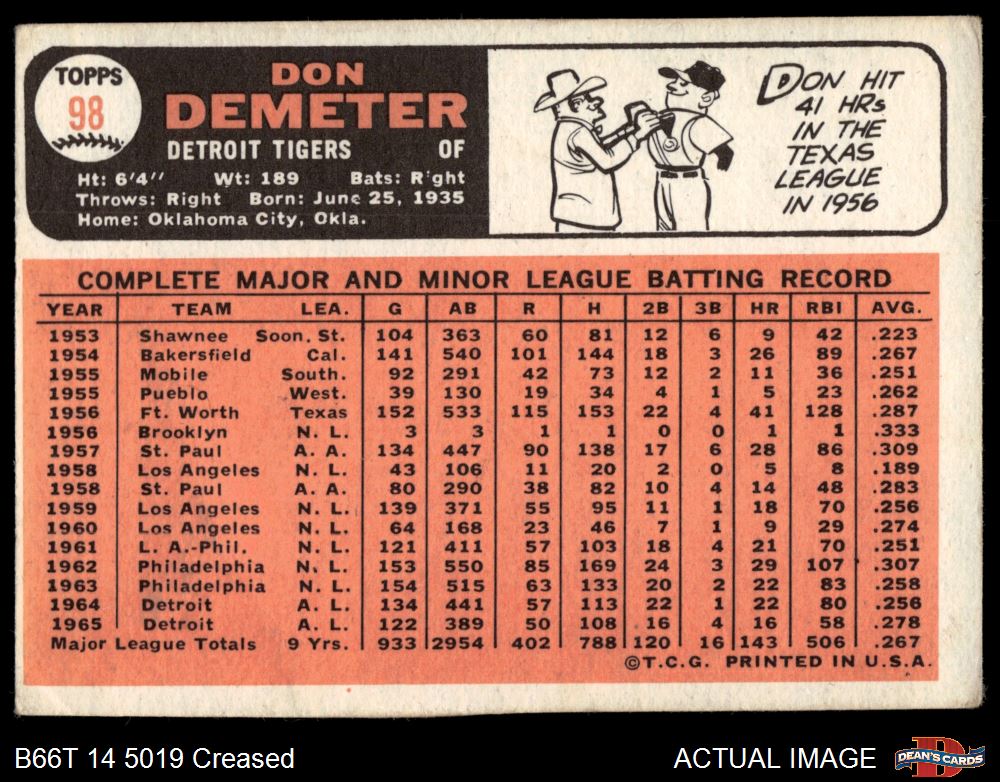 TOPPS
98
DON
DEMETER
DETROIT TIGERS OF
Ht: 6'4" Wt: 189 Bats: Right
Throws: Right Born: June 25, 1935
Home: Oklahoma City, Okla.
DON HIT
41 HRs
IN THE
TEXAS
LEAGUE
IN 1956
COMPLETE MAJOR AND MINOR LEAGUE BATTING RECORD
YEAR TEAM LEA. G AB R H 2B 3B HR RBI AVG.
1953 Shawnee Soon. St. 104 363 60 81 12 6 9 42 .223
1954 Bakersfield Cal. 141 540 101 144 18 3 26 89 .267
1955 Mobile South. 92 291 42 73 12 2 11 36 .251
1955 Pueblo West. 39 130 19 34 4 1 5 23 .262
1956 Ft. Worth Texas 152 533 115 153 22 4 41 128 .287
1956 Brooklyn N. L. 3 3 1 1 0 0 1 1 .333
1957 St. Paul A. A. 134 447 90 138 17 6 28 86 .309
1958 Los Angeles N. L. 43 106 11 20 2 0 5 8 .189
1958 St. Paul A. A. 80 290 38 82 10 4 14 48 .283
1959 Los Angeles N. L. 139 371 55 95 11 1 18 70 .256
1960 Los Angeles N. L. 64 168 23 46 7 1 9 29 .274
1961 L. A.-Phil. N. L. 121 411 57 103 18 4 21 70 .251
1962 Philadelphia N. L. 153 550 85 169 24 3 29 107 .307
1963 Philadelphia N. L. 154 515 63 133 20 2 22 83 .258
1964 Detroit A. L. 134 441 57 113 22 1 22 80 .256
1965 Detroit A. L. 122 389 50 108 16 4 16 58 .278
Major League Totals 9 Yrs. 933 2954 402 788 120 16 143 506 .267
©T.C.G. PRINTED IN U.S.A.
B66T 14 5019 Creased ACTUAL IMAGE
D
DEAN'S CARDS